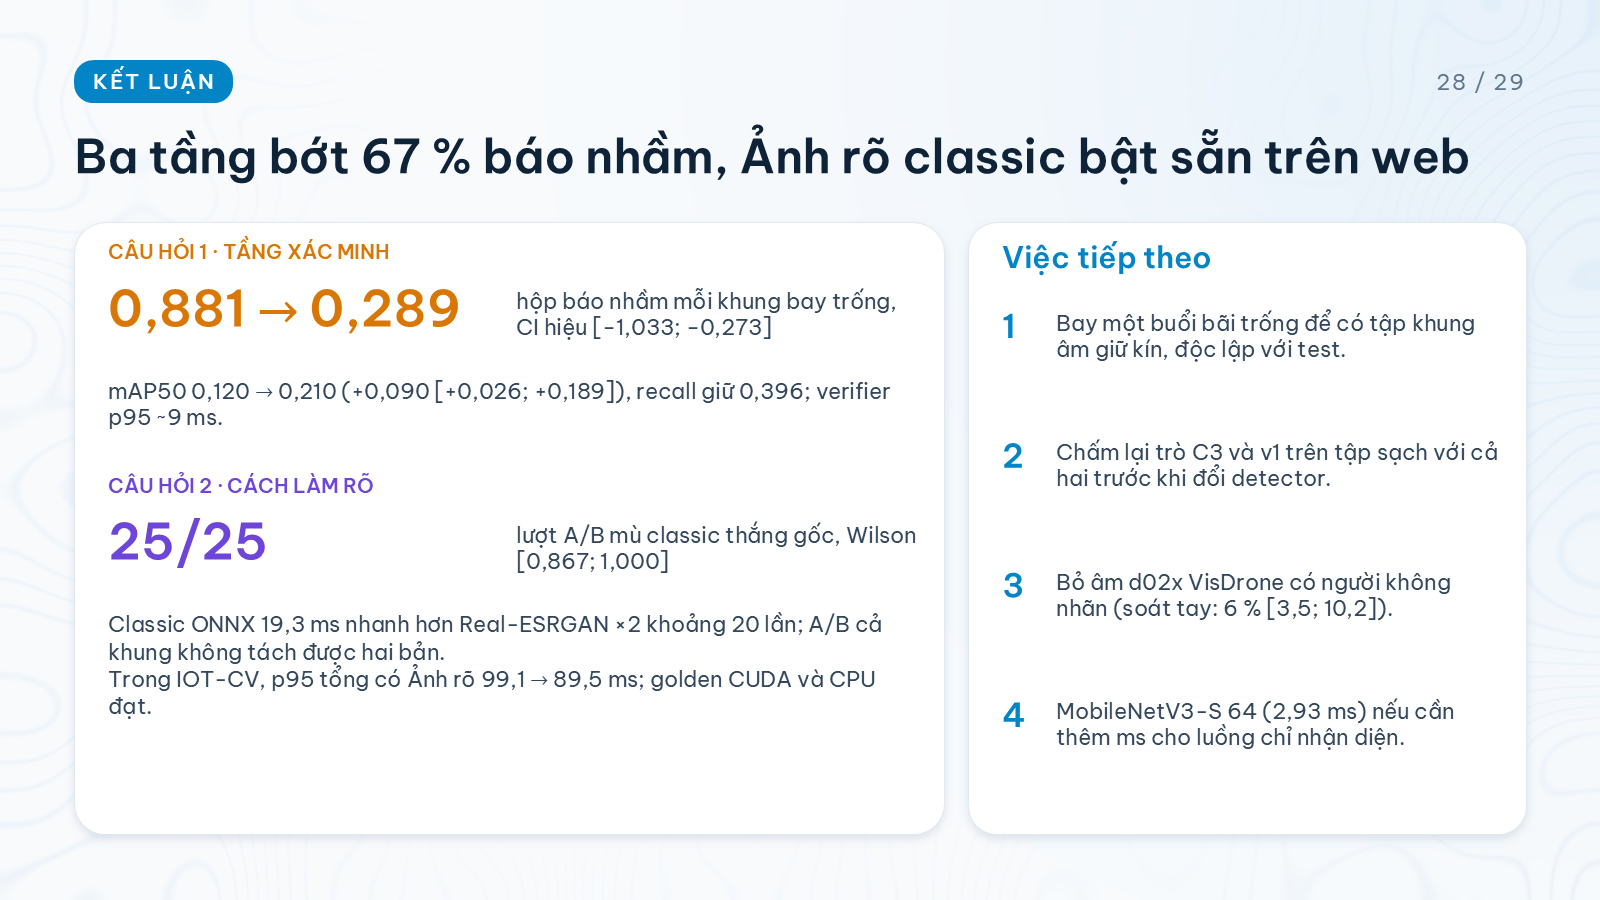 KẾT LUẬN
28 / 29
Ba tầng bớt 67 % báo nhầm, Ảnh rõ classic bật sẵn trên web
CÂU HỎI 1 · TẦNG XÁC MINH
0,881 → 0,289
hộp báo nhầm mỗi khung bay trống,
CI hiệu [−1,033; −0,273]
mAP50 0,120 → 0,210 (+0,090 [+0,026; +0,189]), recall giữ 0,396; verifier
p95 ~9 ms.
CÂU HỎI 2 · CÁCH LÀM RÕ
25/25
lượt A/B mù classic thắng gốc, Wilson
[0,867; 1,000]
Classic ONNX 19,3 ms nhanh hơn Real-ESRGAN ×2 khoảng 20 lần; A/B cả
khung không tách được hai bản.
Trong IOT-CV, p95 tổng có Ảnh rõ 99,1 → 89,5 ms; golden CUDA và CPU
đạt.
Việc tiếp theo
1
Bay một buổi bãi trống để có tập khung
âm giữ kín, độc lập với test.
2
Chấm lại trò C3 và v1 trên tập sạch với cả
hai trước khi đổi detector.
3
Bỏ âm d02x VisDrone có người không
nhãn (soát tay: 6 % [3,5; 10,2]).
4
MobileNetV3-S 64 (2,93 ms) nếu cần
thêm ms cho luồng chỉ nhận diện.